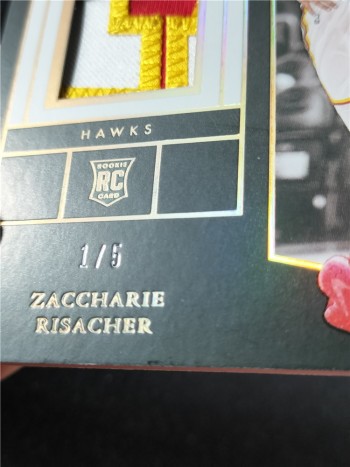 HAWKS
ROOKIE
RC
CARD
1/5
ZACCHARIE
RISACHER